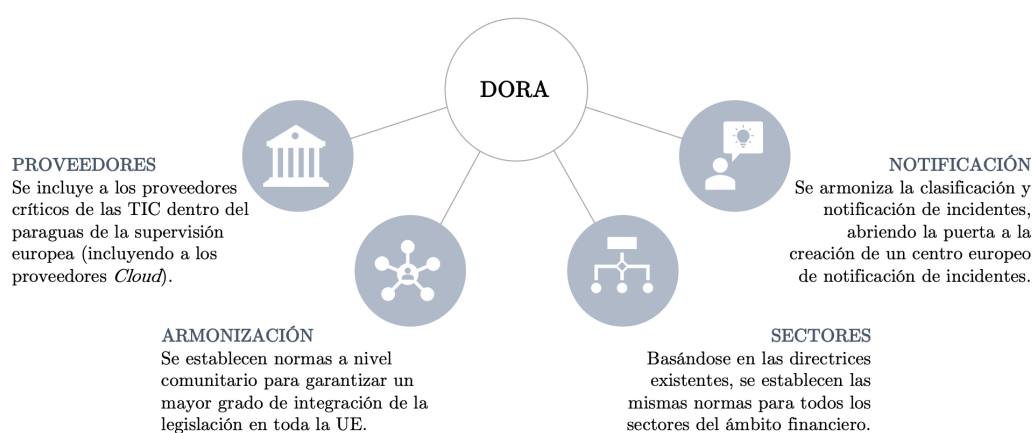 DORA
PROVEEDORES
Se incluye a los proveedores
críticos de las TIC dentro del
paraguas de la supervisión
europea (incluyendo a los
proveedores Cloud).
ARMONIZACIÓN
Se establecen normas a nivel
comunitario para garantizar un
mayor grado de integración de la
legislación en toda la UE.
SECTORES
Basándose en las directrices
existentes, se establecen las
mismas normas para todos los
sectores del ámbito financiero.
NOTIFICACIÓN
Se armoniza la clasificación y
notificación de incidentes,
abriendo la puerta a la
creación de un centro europeo
de notificación de incidentes.